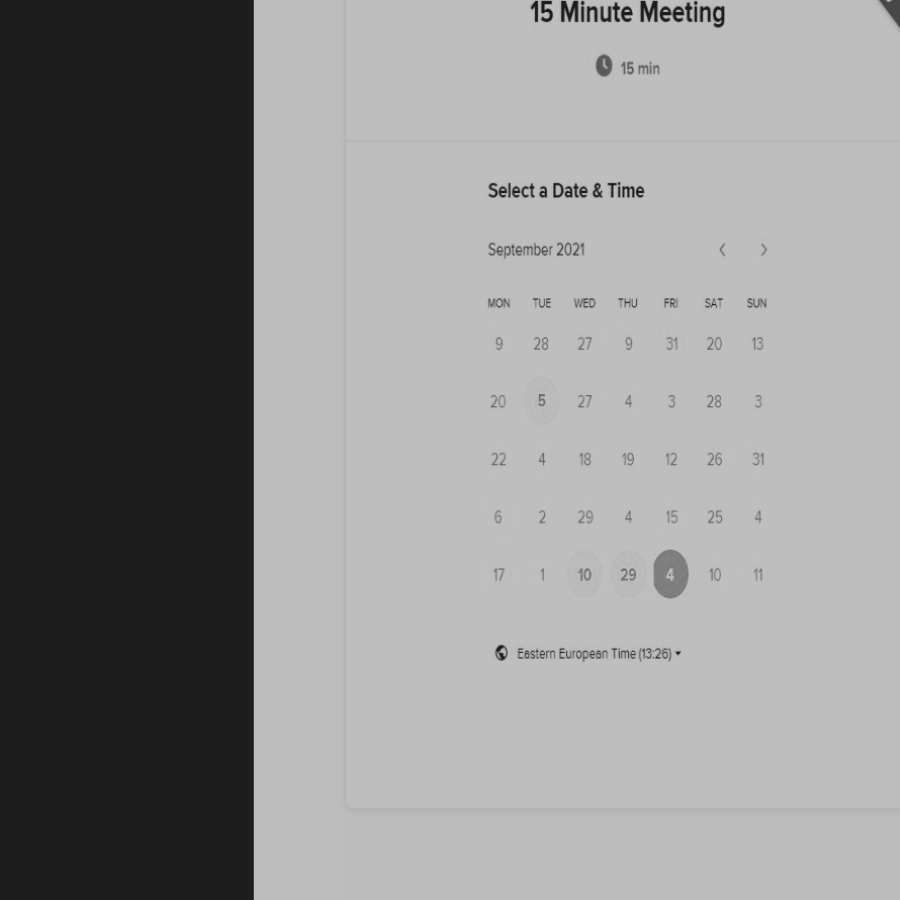 15 Minute Meeting
15 min
Select a Date & Time
September 2021
MON TUE WED THU FRI SAT SUN
9 28 27 9 31 20 13
20 5 27 4 3 28 3
22 4 18 19 12 26 31
6 2 29 4 15 25 4
17 1 10 29 4 10 11
Eastern European Time (13:26)